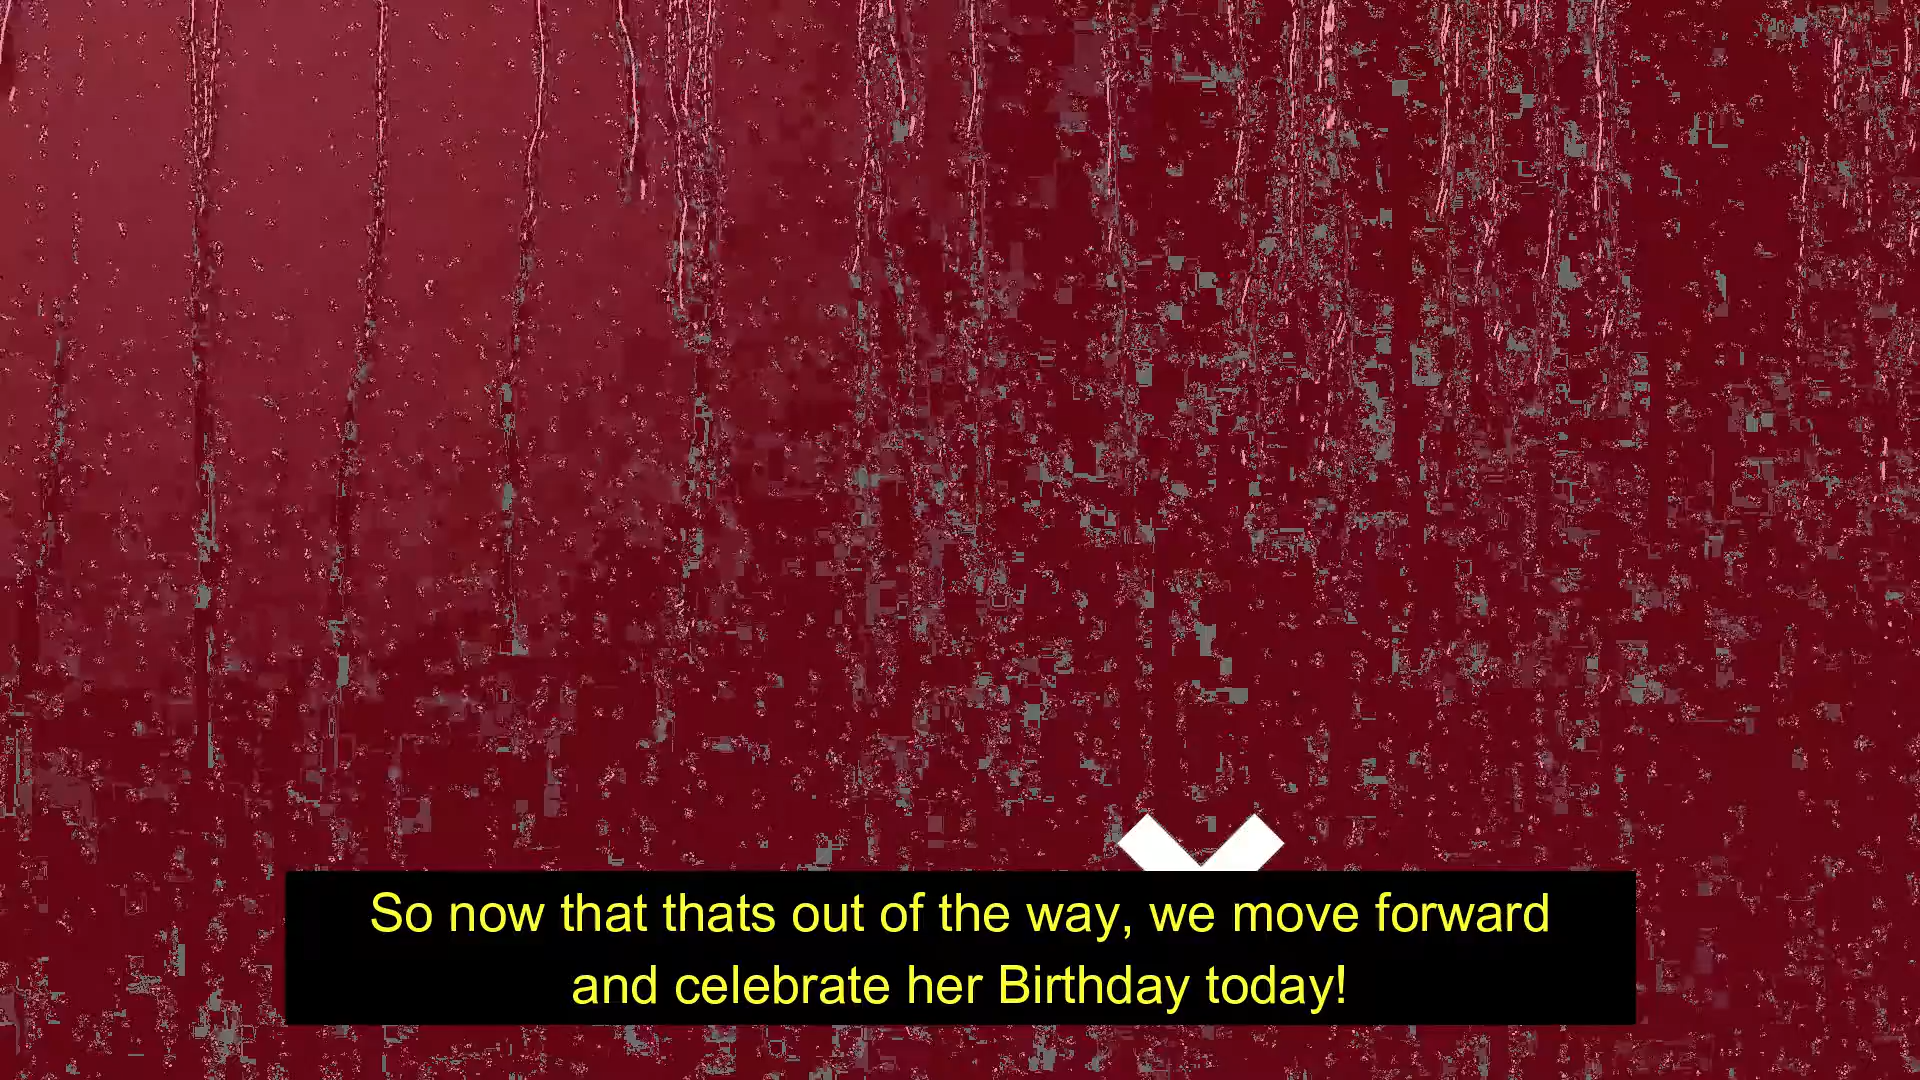 So now that thats out of the way, we move forward
and celebrate her Birthday today!